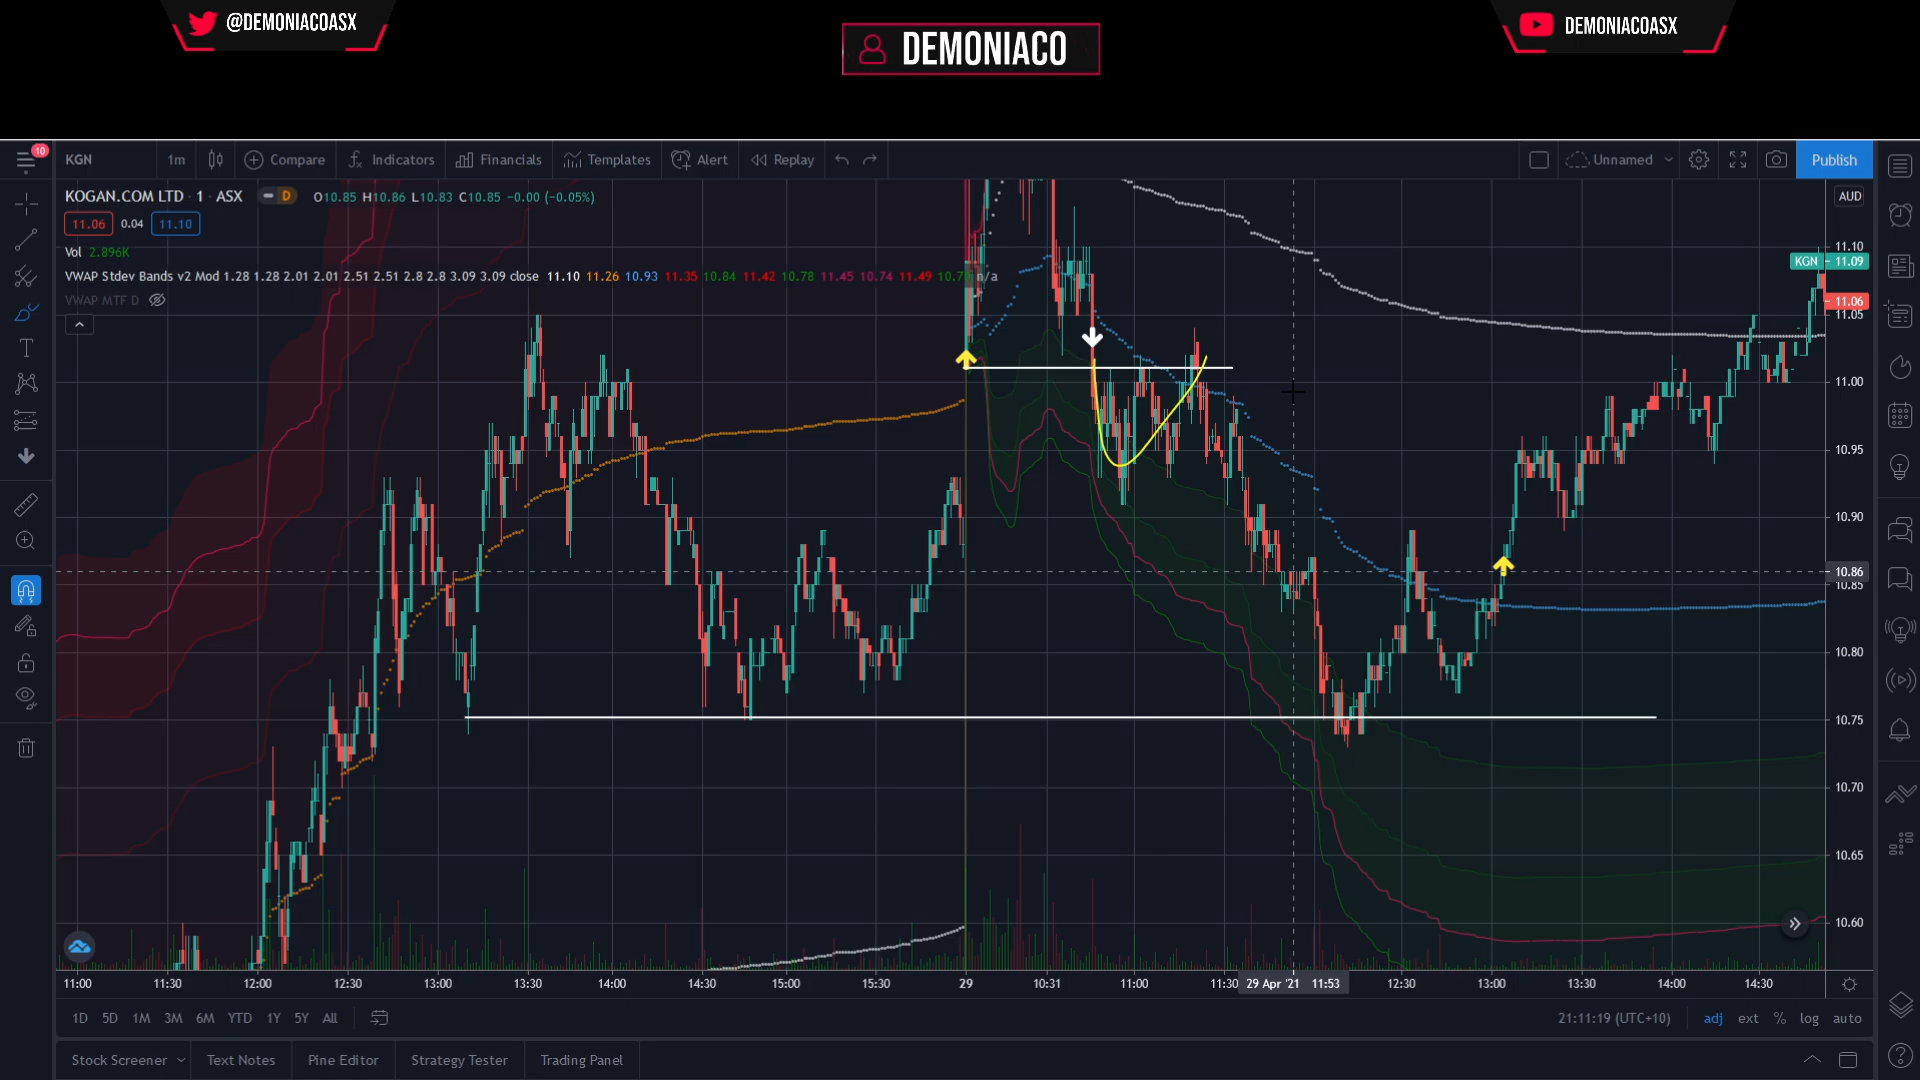 @DEMONIACOASX
DEMONIACO
DEMONIACOASX
10
KGN 1m Compare Indicators Financials Templates Alert Replay Unnamed Publish
KOGAN.COM LTD · 1 · ASX D O10.85 H10.86 L10.83 C10.85 −0.00 (−0.05%)
AUD
11.06 0.04 11.10
Vol 2.896K
VWAP Stdev Bands v2 Mod 1.28 1.28 2.01 2.01 2.51 2.51 2.8 2.8 3.09 3.09 close 11.10 11.26 10.93 11.35 10.84 11.42 10.78 11.45 10.74 11.49 n/a
VWAP MTF D
11.10
KGN 11.09
11.06
11.05
11.00
10.95
10.90
10.86
10.85
10.80
10.75
10.70
10.65
10.60
11:00 11:30 12:00 12:30 13:00 13:30 14:00 14:30 15:00 15:30 29 10:31 11:00 11:30 29 Apr '21 11:53 12:30 13:00 13:30 14:00 14:30
1D 5D 1M 3M 6M YTD 1Y 5Y All 21:11:19 (UTC+10) adj ext % log auto
Stock Screener Text Notes Pine Editor Strategy Tester Trading Panel